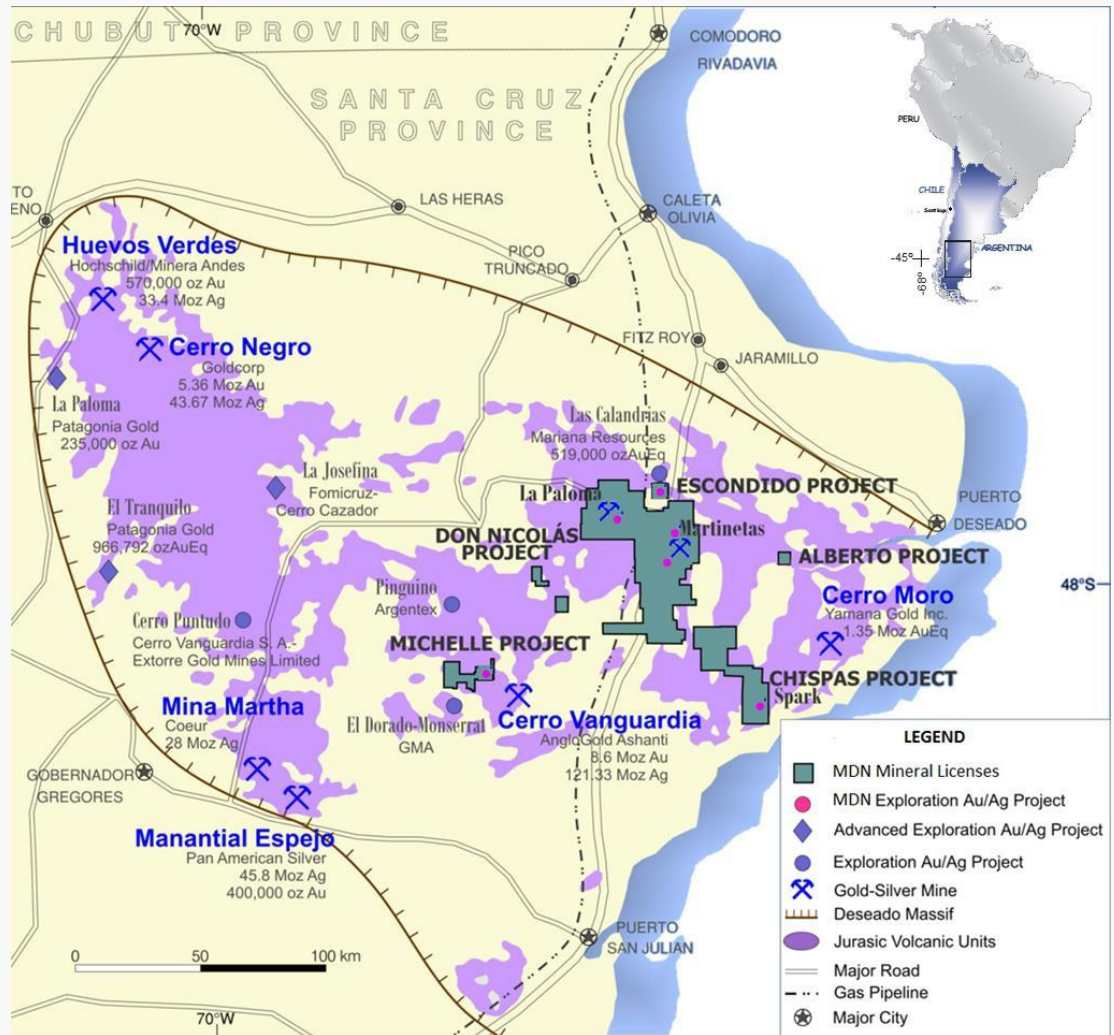 CHUBUT PROVINCE
70°W
COMODORO
RIVADAVIA
SANTA CRUZ
PROVINCE
PERU
CHILE
Santiago
ARGENTINA
-45°
-68°
TO
ENO
LAS HERAS
CALETA
OLIVIA
PICO
TRUNCADO
Huevos Verdes
Hochschild/Minera Andes
570,000 oz Au
33.4 Moz Ag
FITZ ROY
JARAMILLO
Cerro Negro
Goldcorp
5.36 Moz Au
43.67 Moz Ag
La Paloma
Patagonia Gold
235,000 oz Au
Las Calandrias
Mariana Resources
519,000 ozAuEq
La Josefina
Fomicruz-
Cerro Cazador
La Paloma
ESCONDIDO PROJECT
PUERTO
DESEADO
El Tranquilo
Patagonia Gold
966,792 ozAuEq
DON NICOLÁS
PROJECT
Martinetas
ALBERTO PROJECT
48°S
Pinguino
Argentex
Cerro Moro
Yamana Gold Inc.
1.35 Moz AuEq
Cerro Puntudo
Cerro Vanguardia S. A.-
Extorre Gold Mines Limited
MICHELLE PROJECT
CHISPAS PROJECT
Spark
Mina Martha
Coeur
28 Moz Ag
El Dorado-Monserrat
GMA
Cerro Vanguardia
AngloGold Ashanti
8.6 Moz Au
121.33 Moz Ag
GOBERNADOR
GREGORES
Manantial Espejo
Pan American Silver
45.8 Moz Ag
400,000 oz Au
PUERTO
SAN JULIAN
0 50 100 km
70°W
LEGEND
MDN Mineral Licenses
MDN Exploration Au/Ag Project
Advanced Exploration Au/Ag Project
Exploration Au/Ag Project
Gold-Silver Mine
Deseado Massif
Jurasic Volcanic Units
Major Road
Gas Pipeline
Major City